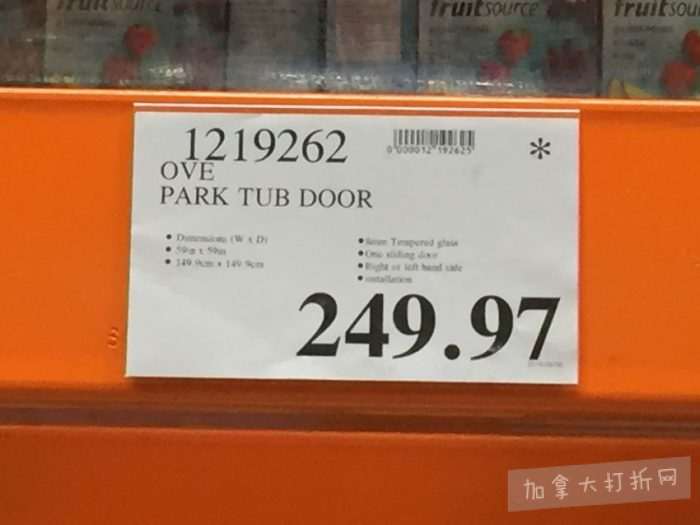 fruitsource
fruitsou
1219262
0"000012"192625"
*
OVE
PARK TUB DOOR
• Dimensions (W x D)
• 59in x 59in
• 149.9cm x 149.9cm
• 8mm Tempered glass
• One sliding door
• Right or left hand side
• installation
249.97
加拿大打折网